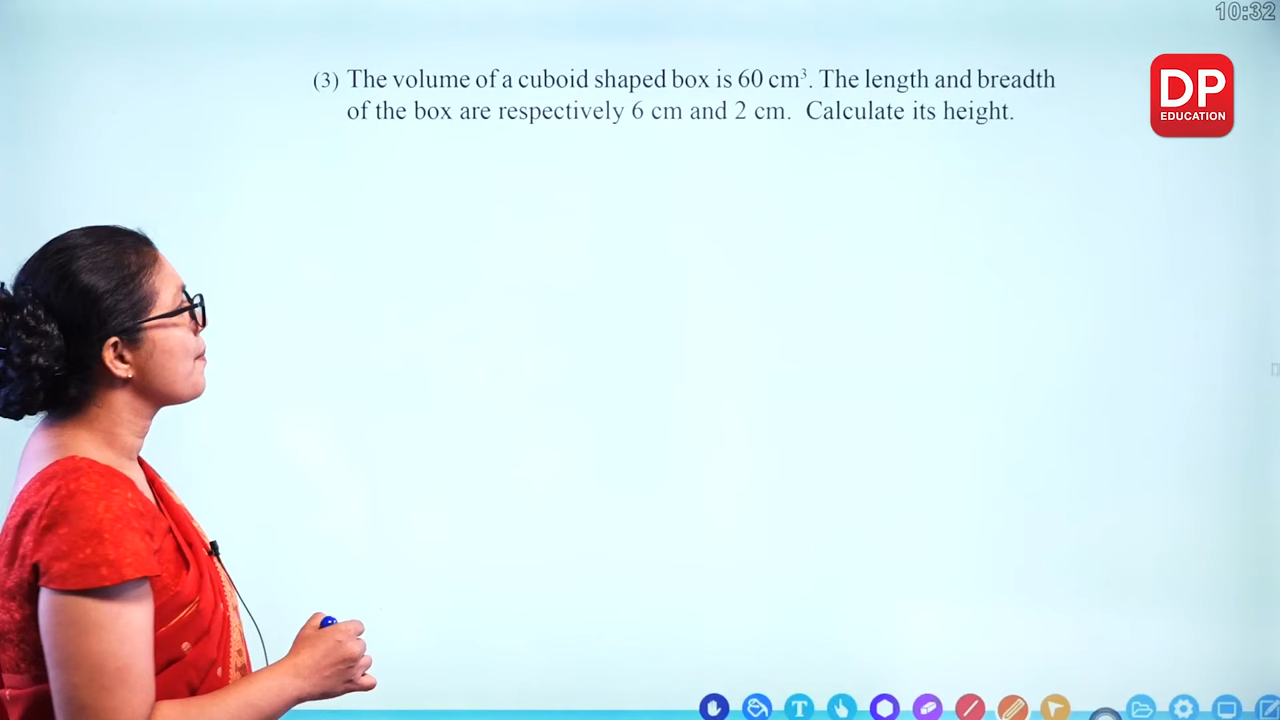 10:32
(3) The volume of a cuboid shaped box is 60 cm³. The length and breadth
of the box are respectively 6 cm and 2 cm. Calculate its height.
DP
EDUCATION
T